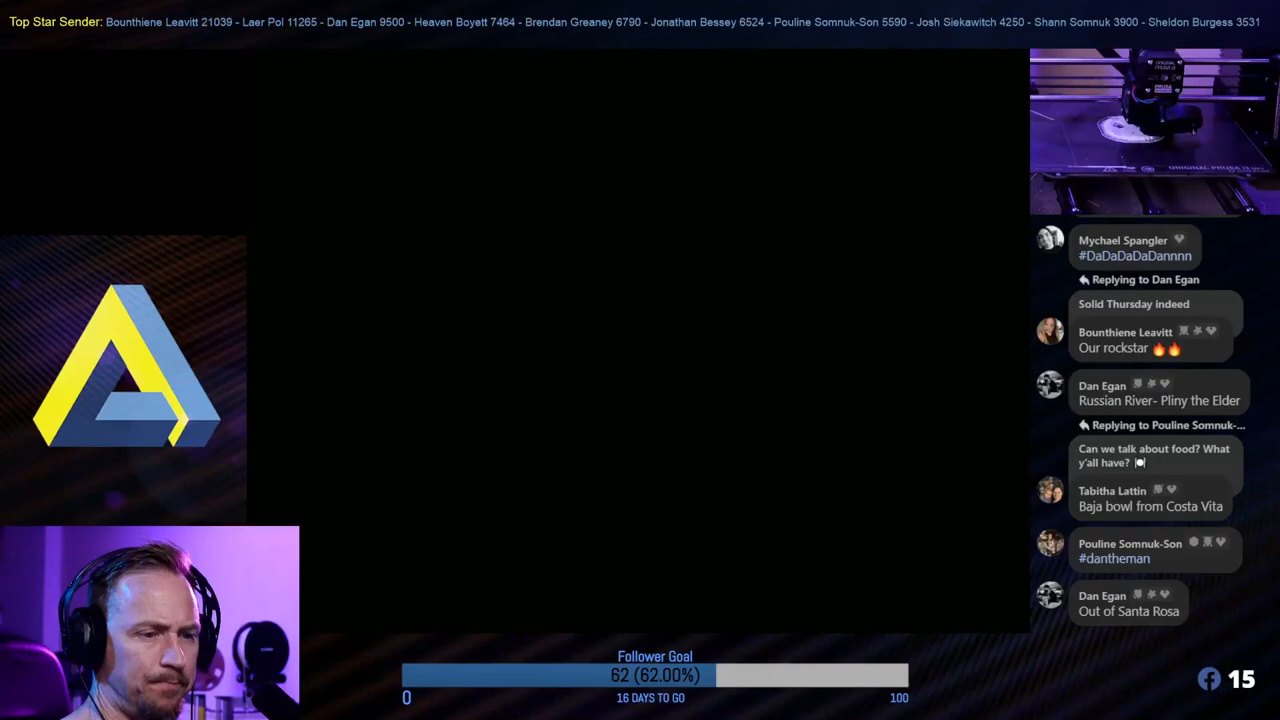 Top Star Sender: Bounthiene Leavitt 21039 - Laer Pol 11265 - Dan Egan 9500 - Heaven Boyett 7464 - Brendan Greaney 6790 - Jonathan Bessey 6524 - Pouline Somnuk-Son 5590 - Josh Siekawitch 4250 - Shann Somnuk 3900 - Sheldon Burgess 3531
ORIGINAL PRUSA
Mychael Spangler
#DaDaDaDaDannnn
Replying to Dan Egan
Solid Thursday indeed
Bounthiene Leavitt
Our rockstar 🔥🔥
Dan Egan
Russian River- Pliny the Elder
Replying to Pouline Somnuk-...
Can we talk about food? What
y'all have? 🍽
Tabitha Lattin
Baja bowl from Costa Vita
Pouline Somnuk-Son
#dantheman
Dan Egan
Out of Santa Rosa
Follower Goal
62 (62.00%)
0
16 DAYS TO GO
100
15